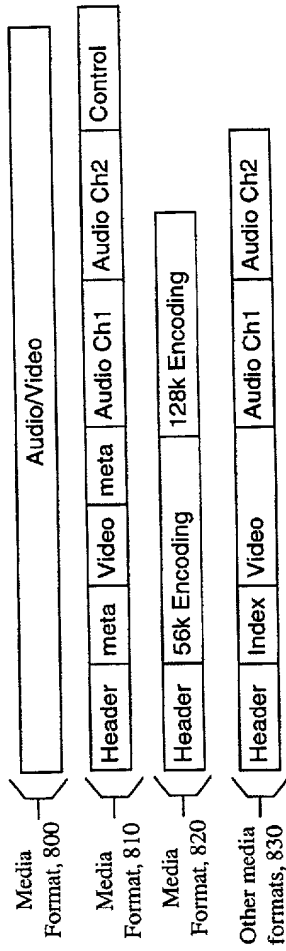 Media
Format, 800
Audio/Video
Media
Format, 810
Header meta Video meta Audio Ch1 Audio Ch2 Control
Media
Format, 820
Header 56k Encoding 128k Encoding
Other media
formats, 830
Header Index Video Audio Ch1 Audio Ch2